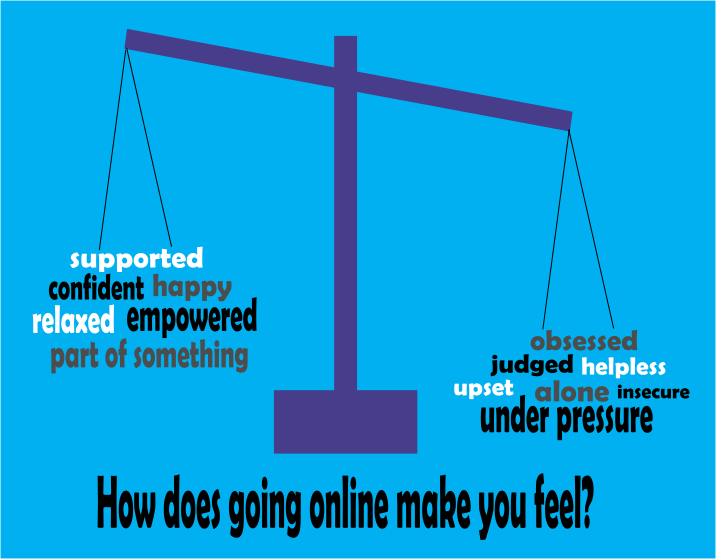 supported
confident happy
relaxed empowered
part of something
obsessed
judged helpless
upset alone insecure
under pressure
How does going online make you feel?